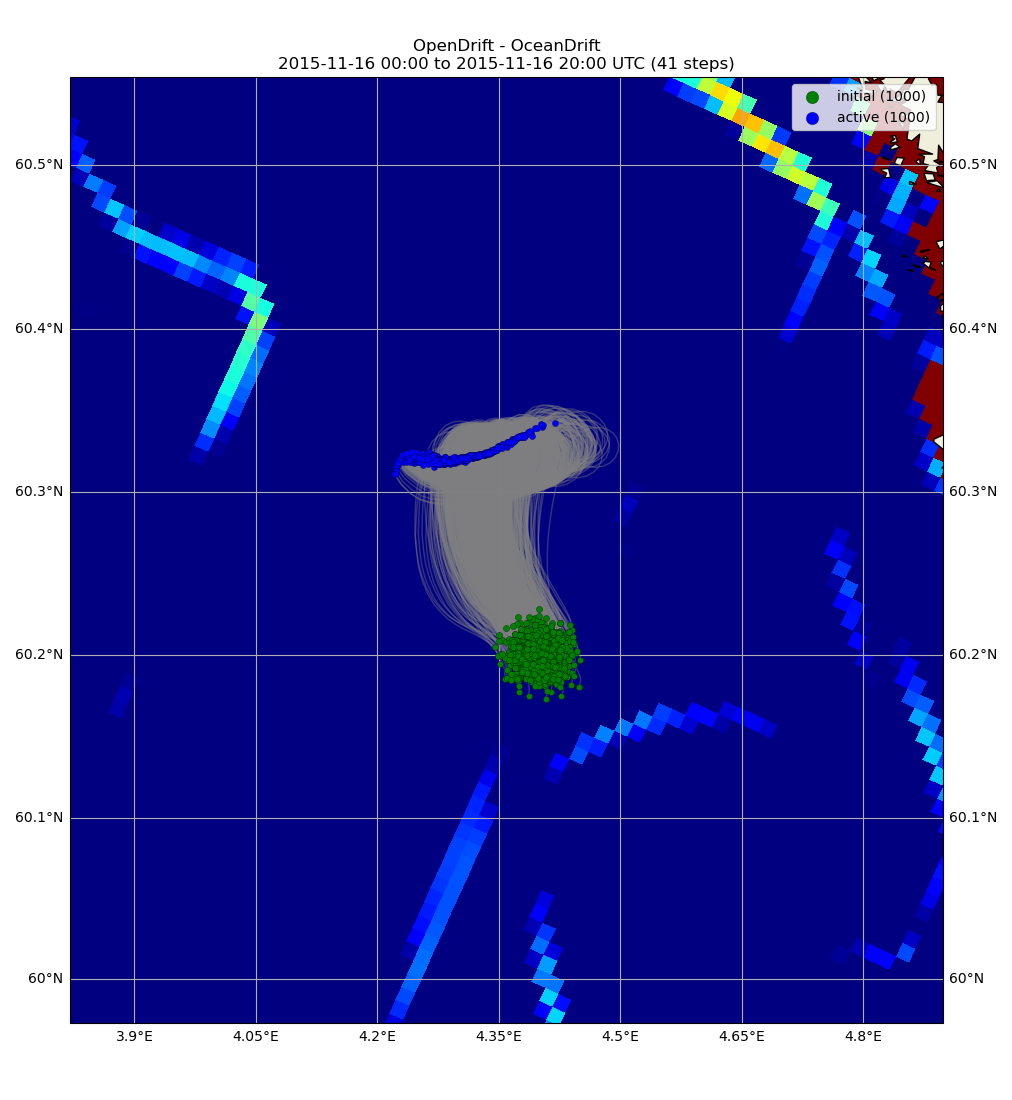 OpenDrift - OceanDrift
2015-11-16 00:00 to 2015-11-16 20:00 UTC (41 steps)
initial (1000)
active (1000)
60.5°N
60.5°N
60.4°N
60.4°N
60.3°N
60.3°N
60.2°N
60.2°N
60.1°N
60.1°N
60°N
60°N
3.9°E
4.05°E
4.2°E
4.35°E
4.5°E
4.65°E
4.8°E